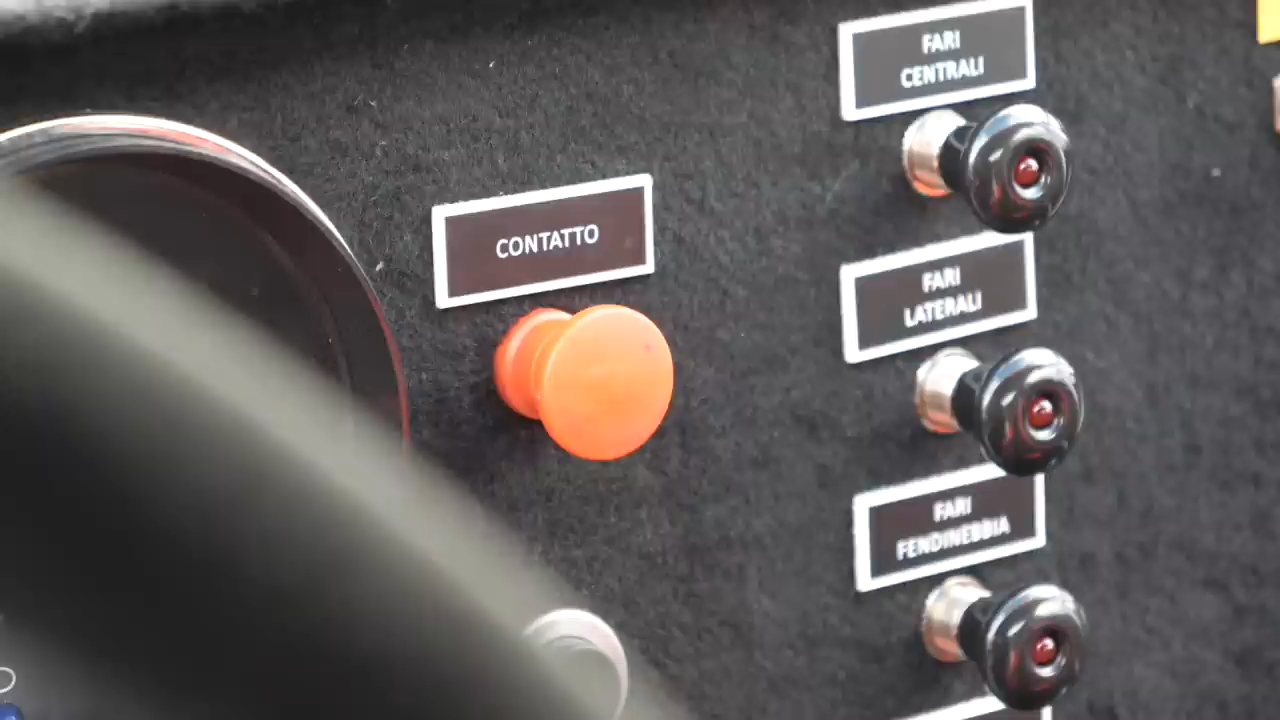 CONTATTO
FARI
CENTRALI
FARI
LATERALI
FARI
FENDINEBBIA